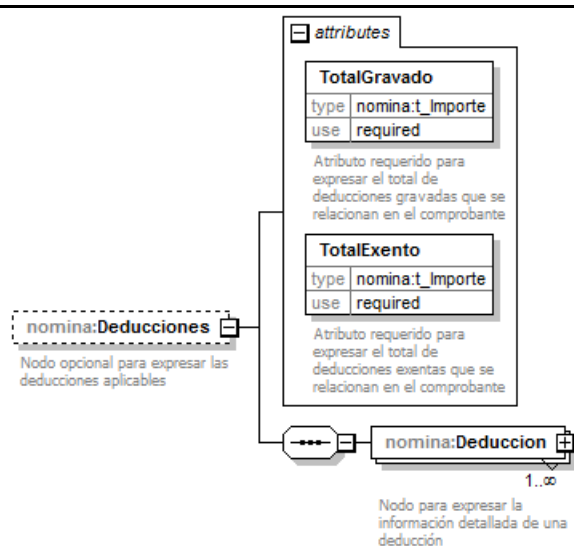 attributes
TotalGravado
type nomina:t_Importe
use required
Atributo requerido para
expresar el total de
deducciones gravadas que se
relacionan en el comprobante
TotalExento
type nomina:t_Importe
use required
Atributo requerido para
expresar el total de
deducciones exentas que se
relacionan en el comprobante
nomina:Deducciones
Nodo opcional para expresar las
deducciones aplicables
nomina:Deduccion
1..∞
Nodo para expresar la
información detallada de una
deducción